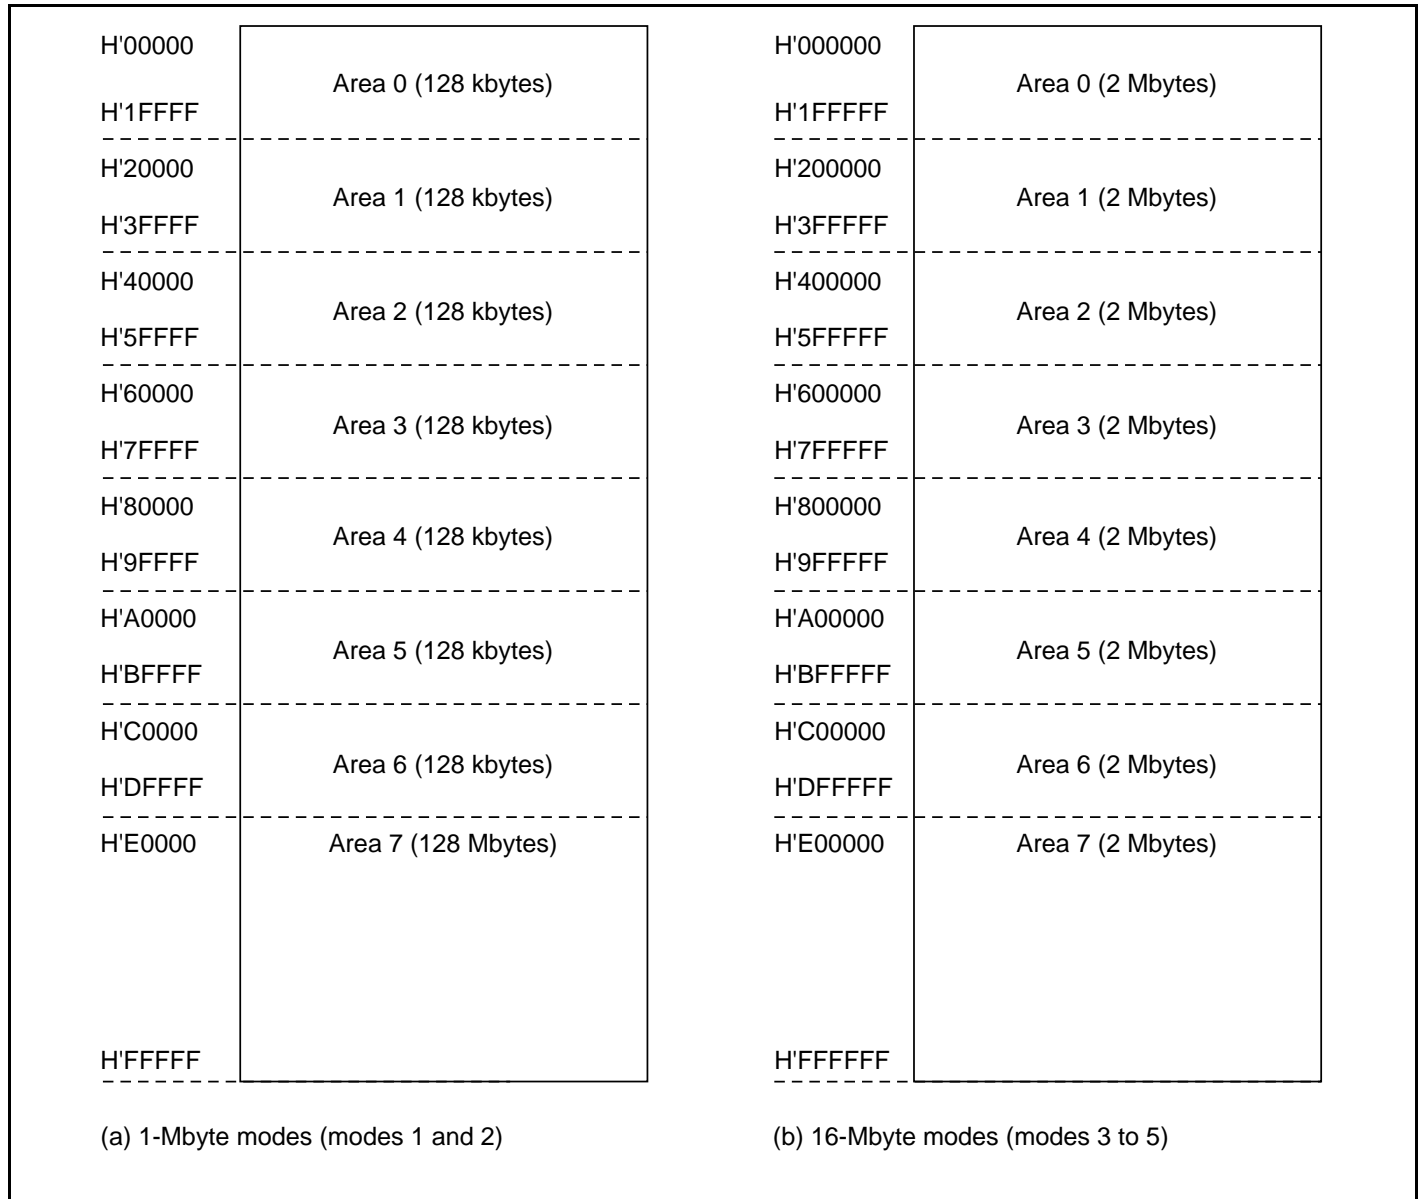 H'00000
Area 0 (128 kbytes)
H'1FFFF
H'20000
Area 1 (128 kbytes)
H'3FFFF
H'40000
Area 2 (128 kbytes)
H'5FFFF
H'60000
Area 3 (128 kbytes)
H'7FFFF
H'80000
Area 4 (128 kbytes)
H'9FFFF
H'A0000
Area 5 (128 kbytes)
H'BFFFF
H'C0000
Area 6 (128 kbytes)
H'DFFFF
H'E0000
Area 7 (128 Mbytes)
H'FFFFF
(a) 1-Mbyte modes (modes 1 and 2)
H'000000
Area 0 (2 Mbytes)
H'1FFFFF
H'200000
Area 1 (2 Mbytes)
H'3FFFFF
H'400000
Area 2 (2 Mbytes)
H'5FFFFF
H'600000
Area 3 (2 Mbytes)
H'7FFFFF
H'800000
Area 4 (2 Mbytes)
H'9FFFFF
H'A00000
Area 5 (2 Mbytes)
H'BFFFFF
H'C00000
Area 6 (2 Mbytes)
H'DFFFFF
H'E00000
Area 7 (2 Mbytes)
H'FFFFFF
(b) 16-Mbyte modes (modes 3 to 5)